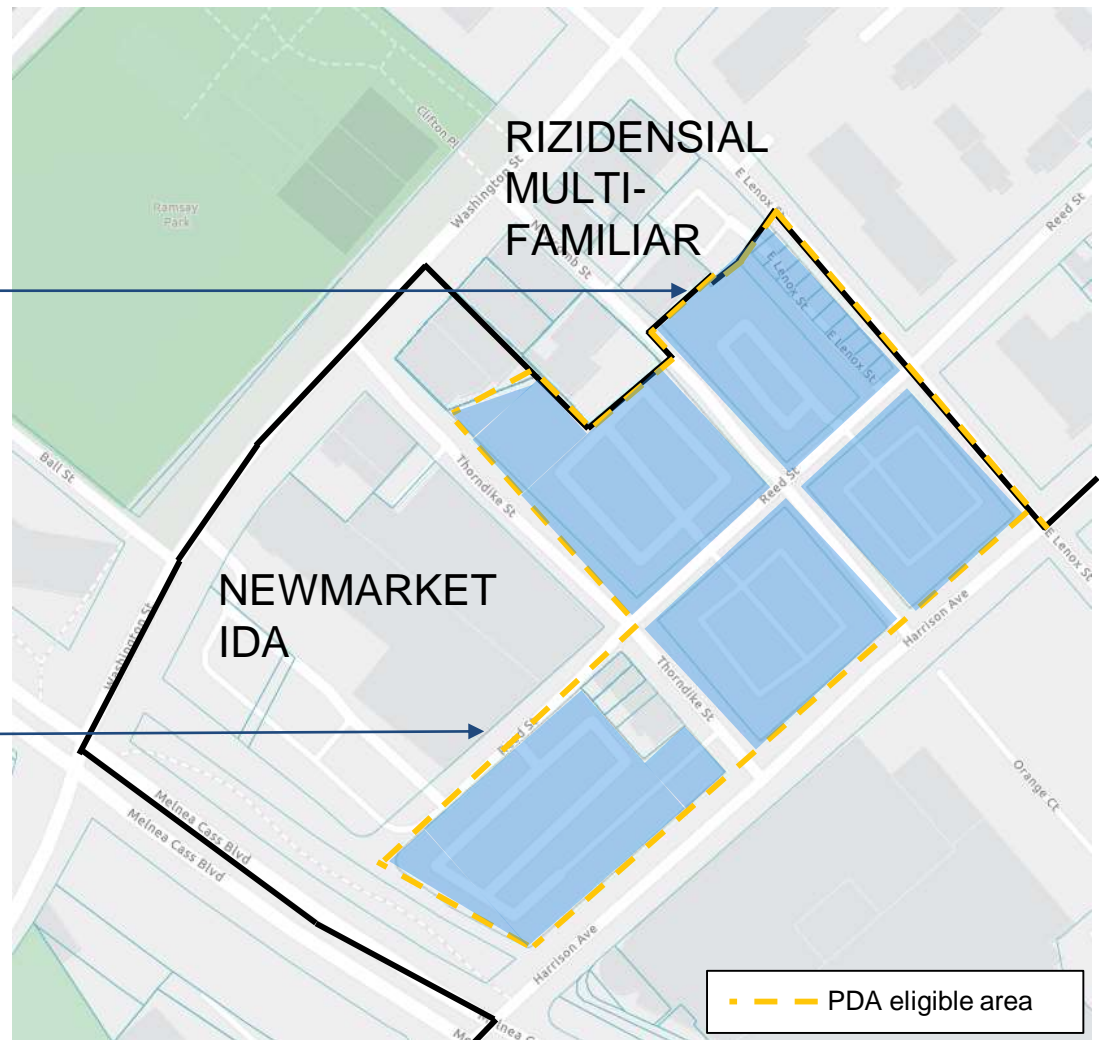 Clifton Pl
RIZIDENSIAL
MULTI-
FAMILIAR
Washington St
E Lenox
Reed St
Ramsay
Park
E Lenox St
E Lenox St
Ball St
Thorndike St
Reed St
E Lenox St
NEWMARKET
IDA
Harrison Ave
Washington St
Thorndike St
Reed St
Orange Ct
Melnea Cass Blvd
Melnea Cass Blvd
Harrison Ave
PDA eligible area